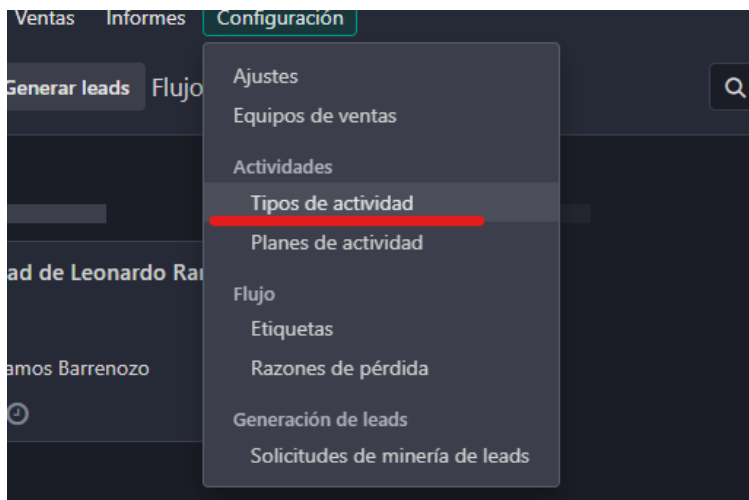 Ventas Informes Configuración
Generar leads Flujo
Ajustes
Equipos de ventas
Actividades
Tipos de actividad
Planes de actividad
ad de Leonardo Ra
Flujo
Etiquetas
amos Barrenozo
Razones de pérdida
Generación de leads
Solicitudes de minería de leads